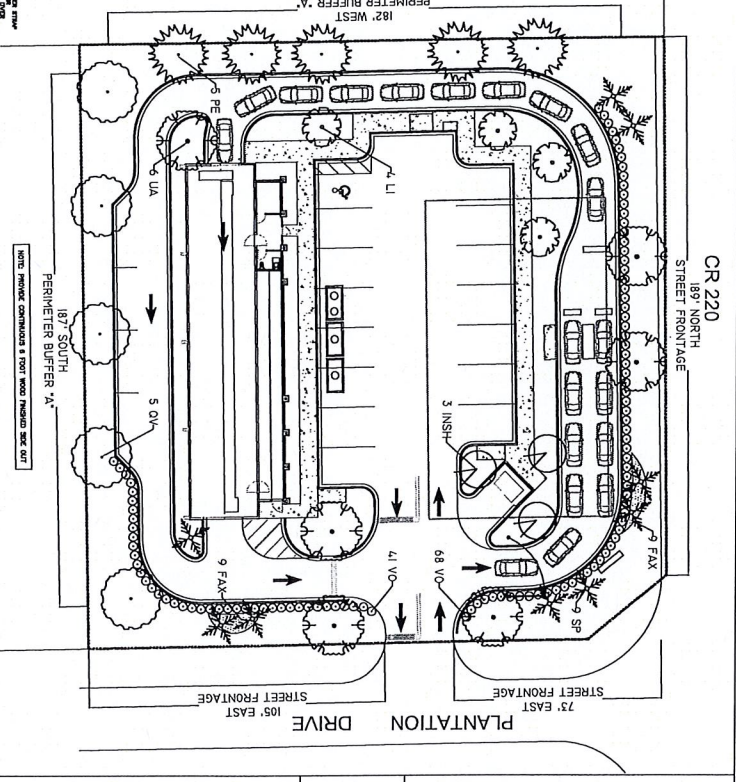 182' WEST
PERIMETER BUFFER "A"
5 PE
6 UA
4 LI
CR 220
189' NORTH
STREET FRONTAGE
187' SOUTH
PERIMETER BUFFER "A"
NOTE: PROVIDE CONTINUOUS 6 FOOT WOOD FINISHED SIDE OUT
5 QV
3 INSH
9 FAX
9 FAX
41 VO
68 VO
9 SP
105' EAST
STREET FRONTAGE
73' EAST
STREET FRONTAGE
PLANTATION DRIVE